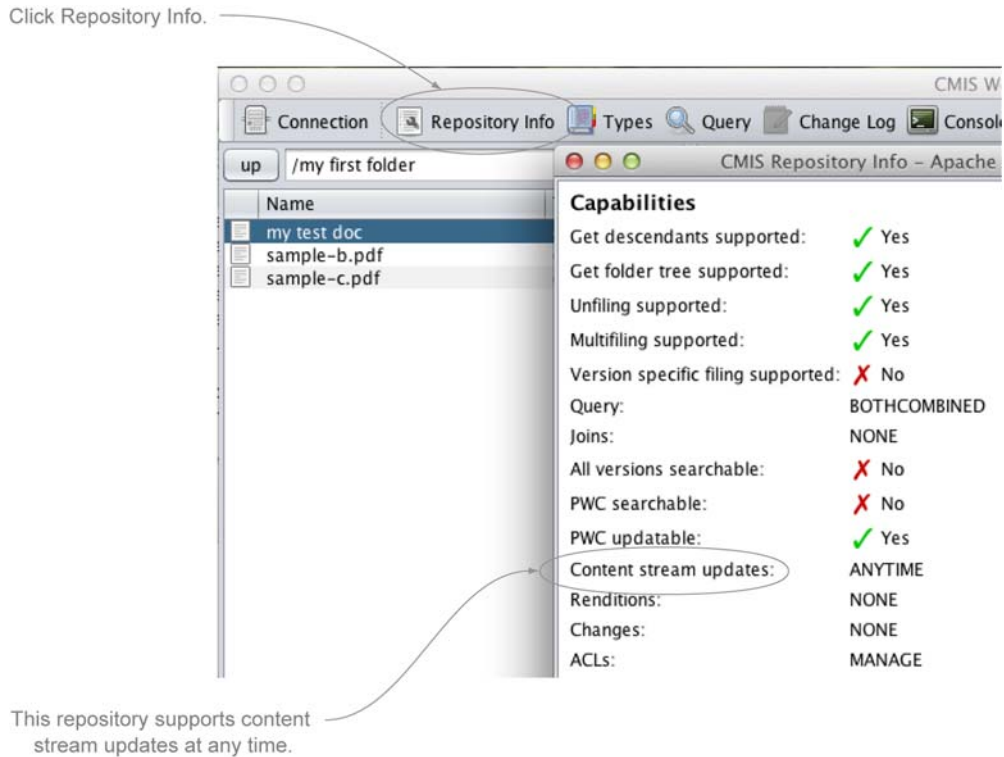 Click Repository Info.
CMIS W
Connection Repository Info Types Query Change Log Consol
up /my first folder
CMIS Repository Info – Apache
Name
my test doc
sample-b.pdf
sample-c.pdf
Capabilities
Get descendants supported: ✓ Yes
Get folder tree supported: ✓ Yes
Unfiling supported: ✓ Yes
Multifiling supported: ✓ Yes
Version specific filing supported: ✗ No
Query: BOTHCOMBINED
Joins: NONE
All versions searchable: ✗ No
PWC searchable: ✗ No
PWC updatable: ✓ Yes
Content stream updates: ANYTIME
Renditions: NONE
Changes: NONE
ACLs: MANAGE
This repository supports content
stream updates at any time.